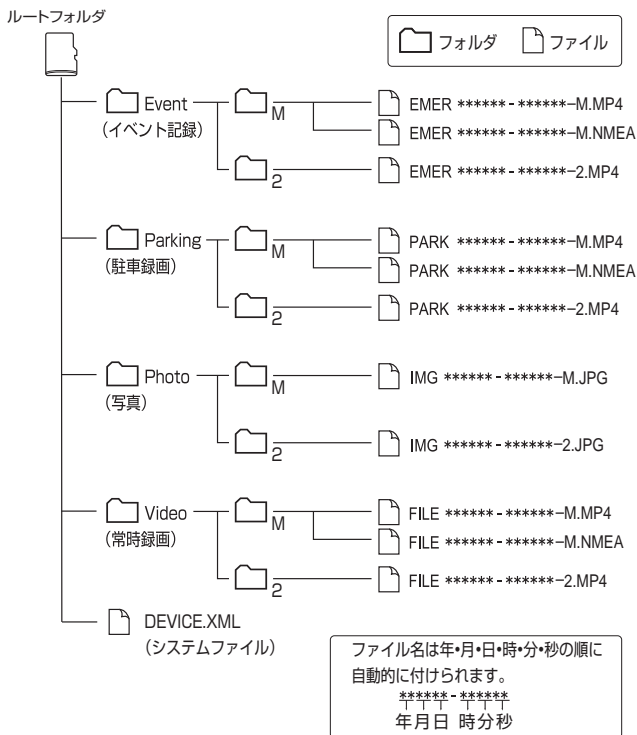 ルートフォルダ
フォルダ ファイル
Event M EMER ******-******-M.MP4
(イベント記録) EMER ******-******-M.NMEA
2 EMER ******-******-2.MP4
Parking M PARK ******-******-M.MP4
(駐車録画) PARK ******-******-M.NMEA
2 PARK ******-******-2.MP4
Photo M IMG ******-******-M.JPG
(写真)
2 IMG ******-******-2.JPG
Video M FILE ******-******-M.MP4
(常時録画) FILE ******-******-M.NMEA
2 FILE ******-******-2.MP4
DEVICE.XML
(システムファイル)
ファイル名は年・月・日・時・分・秒の順に
自動的に付けられます。
******-******
年月日 時分秒